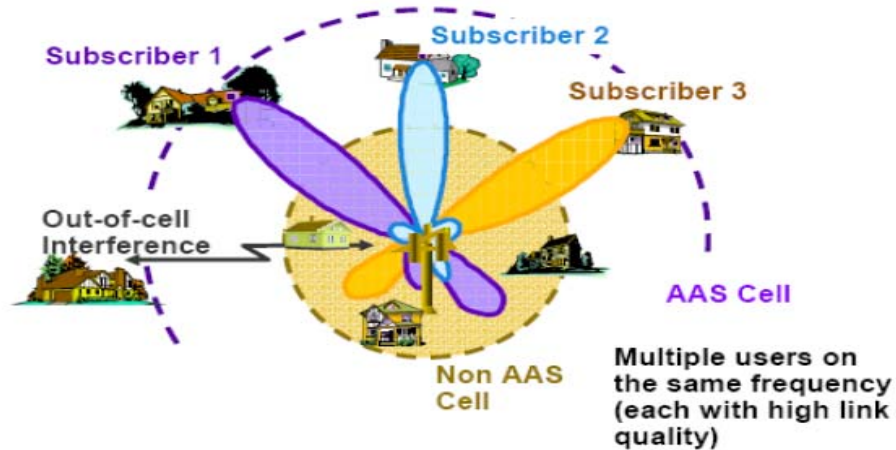 Subscriber 1
Subscriber 2
Subscriber 3
Out-of-cell
Interference
AAS Cell
Non AAS
Cell
Multiple users on
the same frequency
(each with high link
quality)